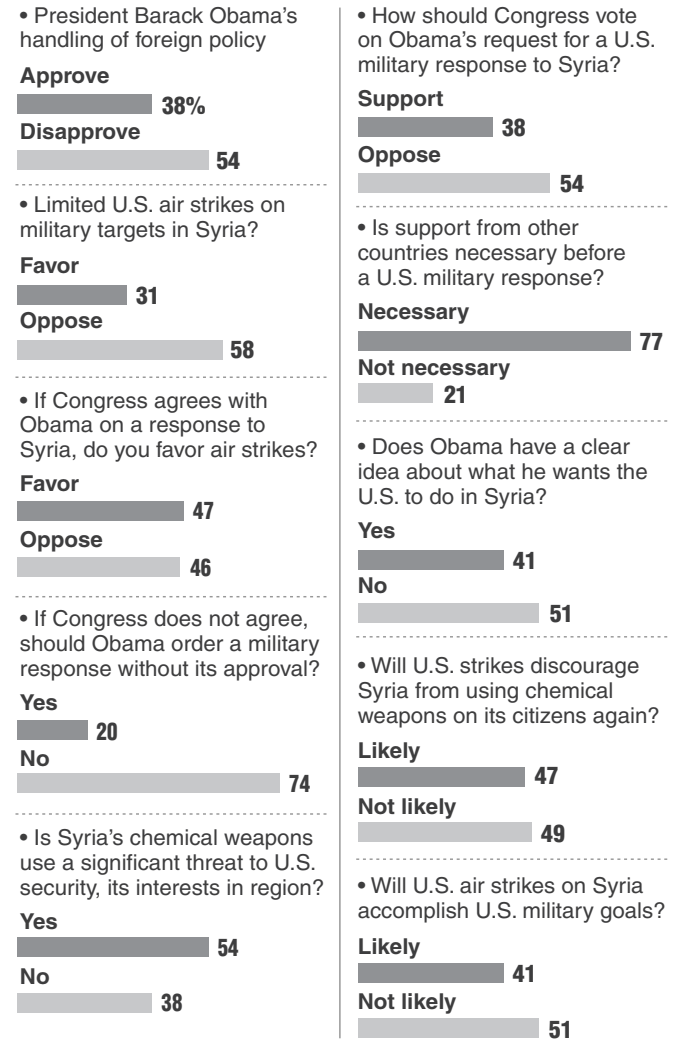 • President Barack Obama’s
handling of foreign policy
Approve
38%
Disapprove
54
• Limited U.S. air strikes on
military targets in Syria?
Favor
31
Oppose
58
• If Congress agrees with
Obama on a response to
Syria, do you favor air strikes?
Favor
47
Oppose
46
• If Congress does not agree,
should Obama order a military
response without its approval?
Yes
20
No
74
• Is Syria’s chemical weapons
use a significant threat to U.S.
security, its interests in region?
Yes
54
No
38
• How should Congress vote
on Obama’s request for a U.S.
military response to Syria?
Support
38
Oppose
54
• Is support from other
countries necessary before
a U.S. military response?
Necessary
77
Not necessary
21
• Does Obama have a clear
idea about what he wants the
U.S. to do in Syria?
Yes
41
No
51
• Will U.S. strikes discourage
Syria from using chemical
weapons on its citizens again?
Likely
47
Not likely
49
• Will U.S. air strikes on Syria
accomplish U.S. military goals?
Likely
41
Not likely
51